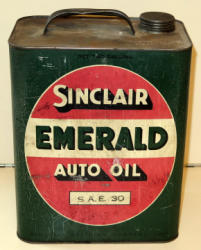 SINCLAIR
EMERALD
AUTO OIL
S.A.E. 30